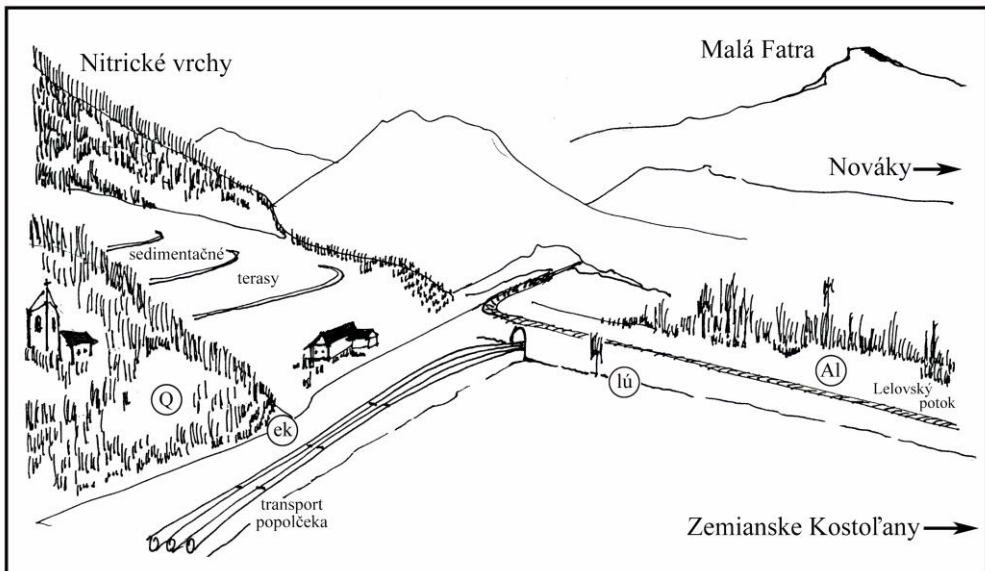 Nitrické vrchy
Malá Fatra
Nováky
sedimentačné
terasy
Q
ek
lú
Al
Lelovský
potok
transport
popolčeka
Zemianske Kostoľany